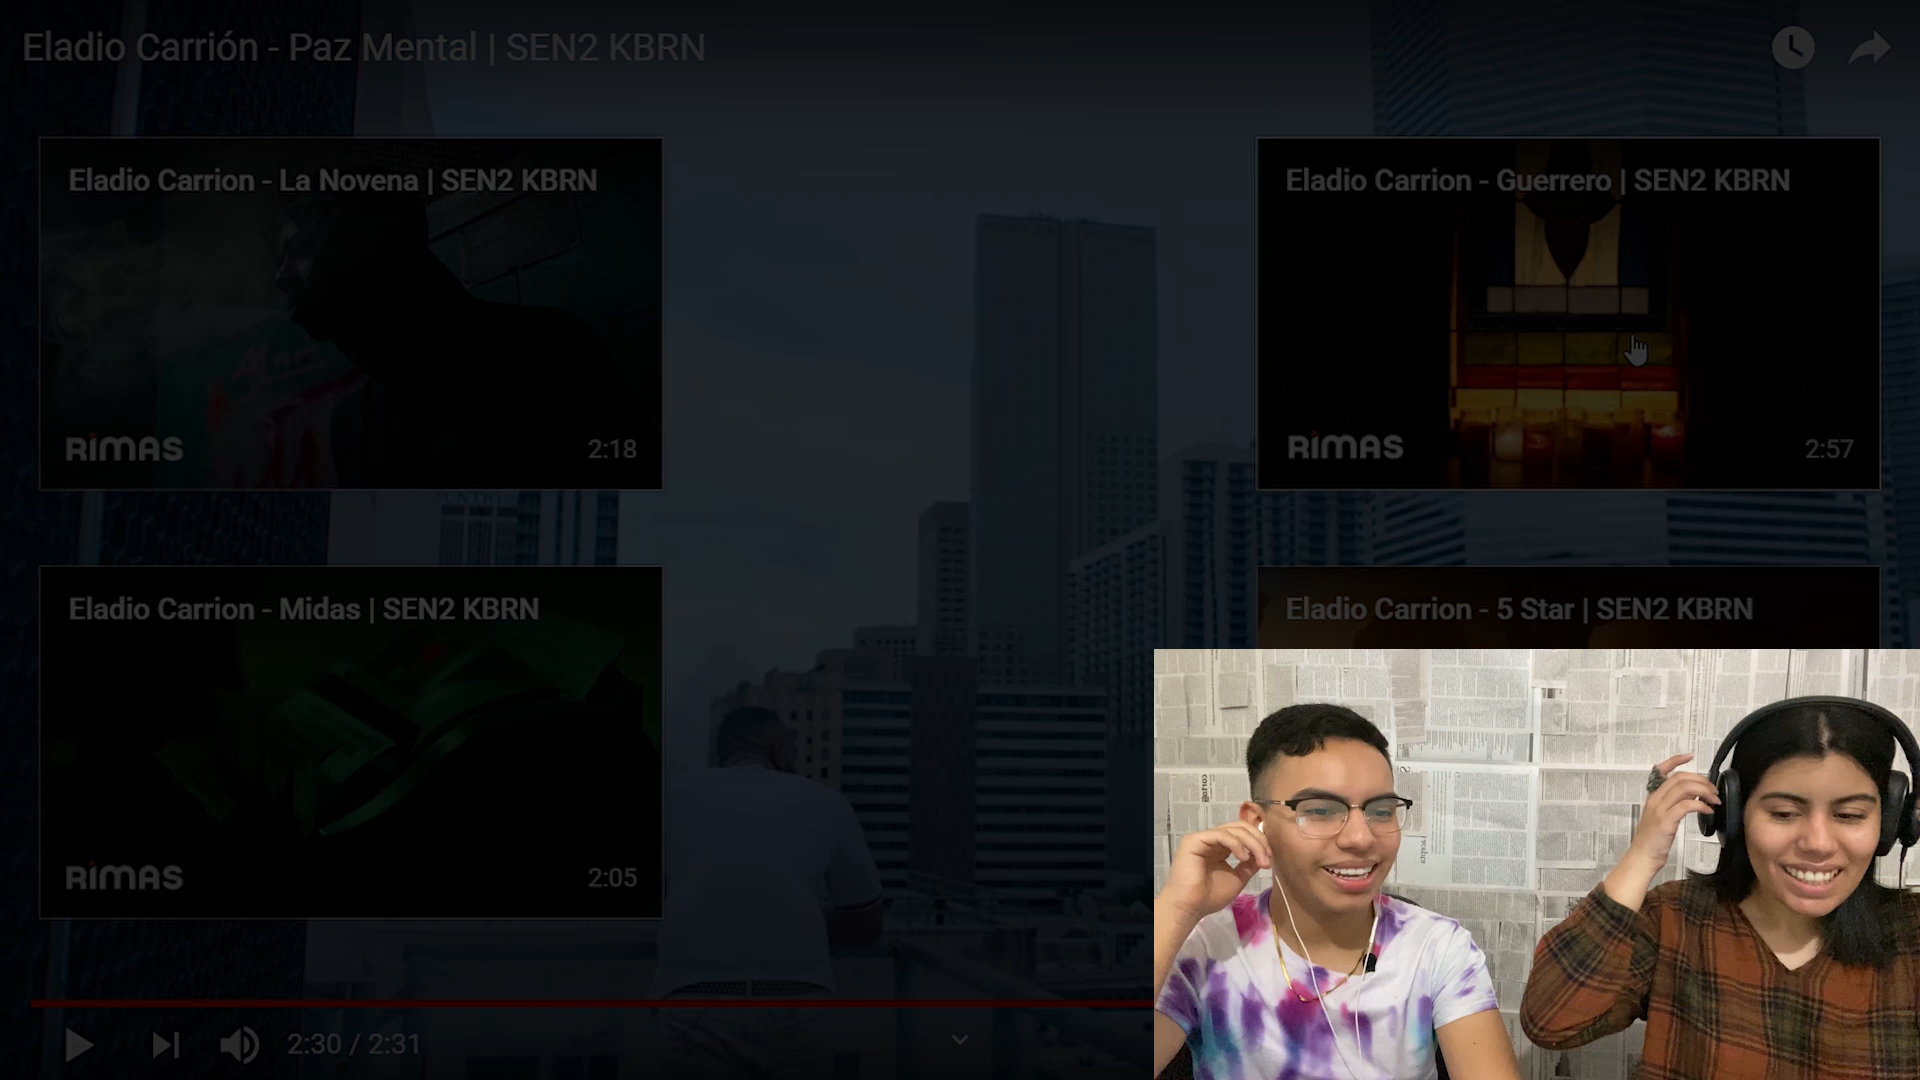 Eladio Carrión - Paz Mental | SEN2 KBRN
Eladio Carrion - La Novena | SEN2 KBRN
RIMAS
2:18
Eladio Carrion - Guerrero | SEN2 KBRN
RIMAS
2:57
Eladio Carrion - Midas | SEN2 KBRN
RIMAS
2:05
Eladio Carrion - 5 Star | SEN2 KBRN
2:30 / 2:31